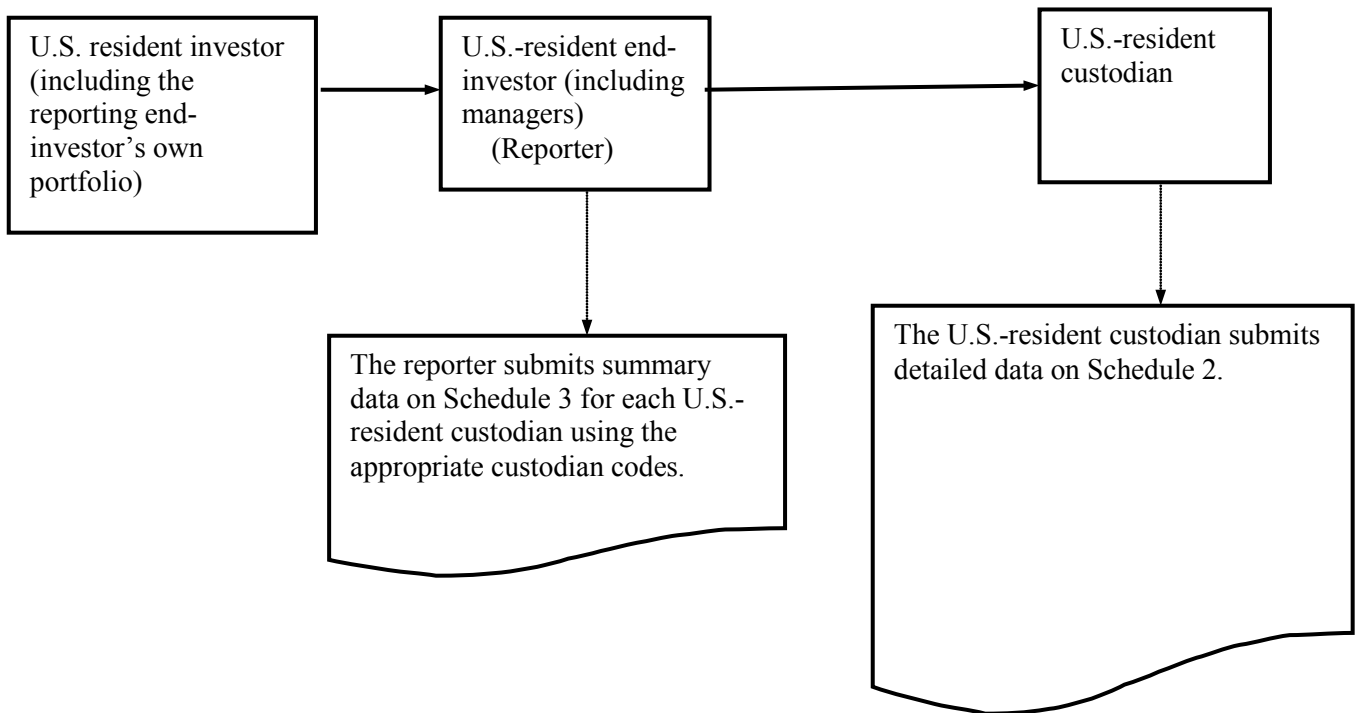 U.S. resident investor
(including the
reporting end-
investor’s own
portfolio)
U.S.-resident end-
investor (including
managers)
(Reporter)
U.S.-resident
custodian
The reporter submits summary
data on Schedule 3 for each U.S.-
resident custodian using the
appropriate custodian codes.
The U.S.-resident custodian submits
detailed data on Schedule 2.